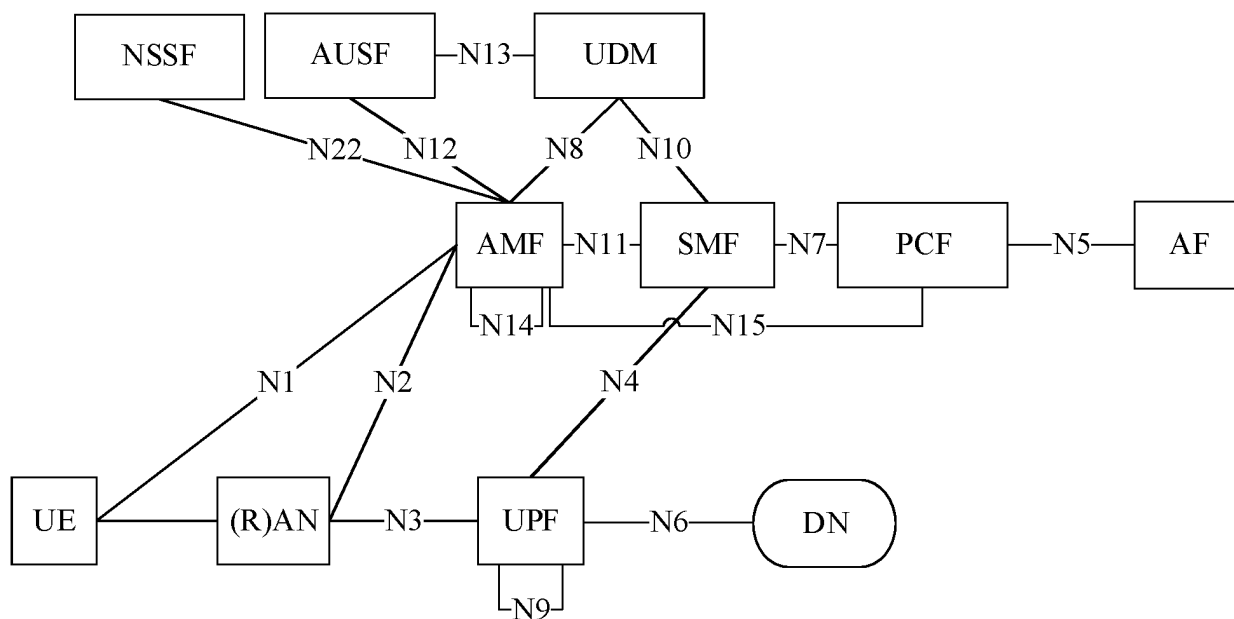 NSSF
AUSF
N13
UDM
N22
N12
N8
N10
AMF
N11
SMF
N7
PCF
N5
AF
N14
N15
N1
N2
N4
UE
(R)AN
N3
UPF
N6
DN
N9